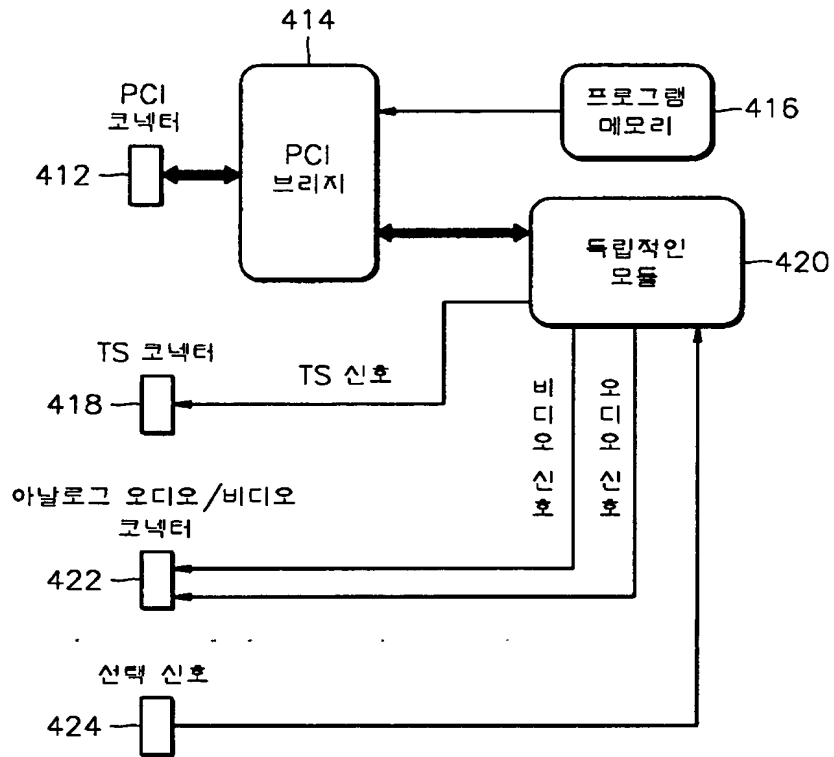 414
PCI
코넥터
412
PCI
브리지
프로그램
메모리
416
독립적인
모듈
420
TS 코넥터
418
TS 신호
비디오 신호
오디오 신호
아날로그 오디오/비디오
코넥터
422
선택 신호
424